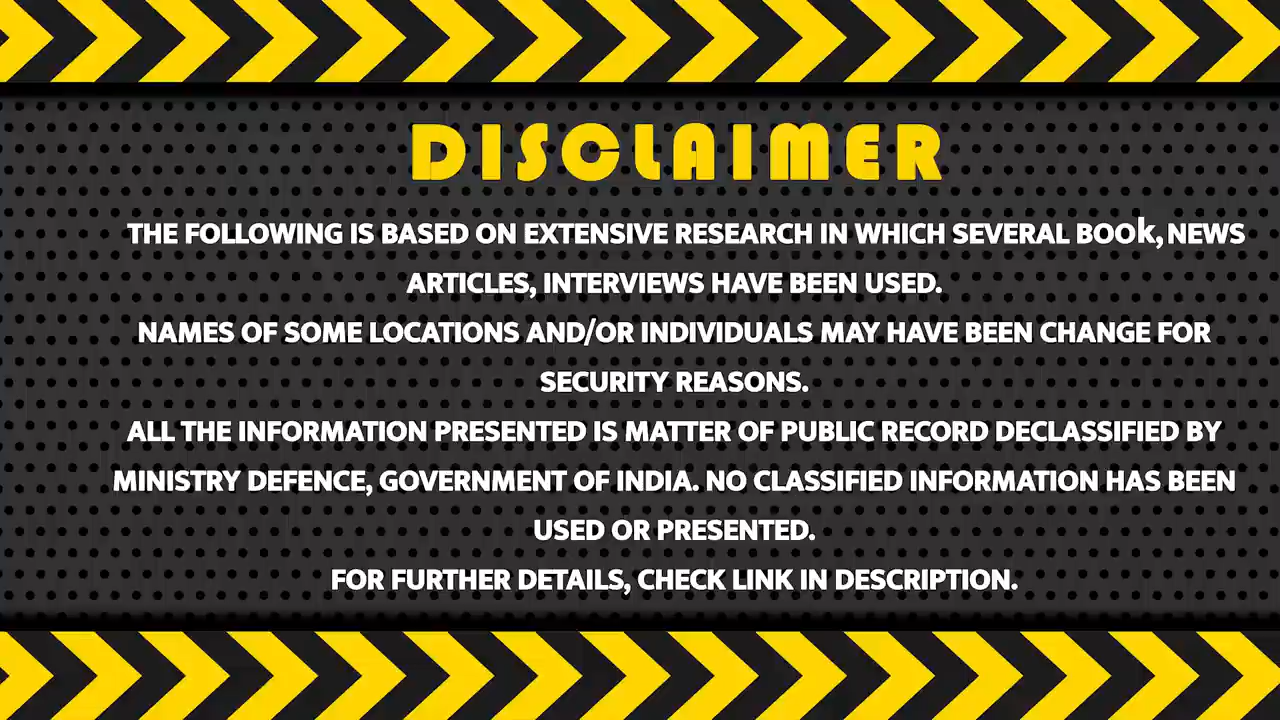 DISCLAIMER
THE FOLLOWING IS BASED ON EXTENSIVE RESEARCH IN WHICH SEVERAL BOOk, NEWS
ARTICLES, INTERVIEWS HAVE BEEN USED.
NAMES OF SOME LOCATIONS AND/OR INDIVIDUALS MAY HAVE BEEN CHANGE FOR
SECURITY REASONS.
ALL THE INFORMATION PRESENTED IS MATTER OF PUBLIC RECORD DECLASSIFIED BY
MINISTRY DEFENCE, GOVERNMENT OF INDIA. NO CLASSIFIED INFORMATION HAS BEEN
USED OR PRESENTED.
FOR FURTHER DETAILS, CHECK LINK IN DESCRIPTION.